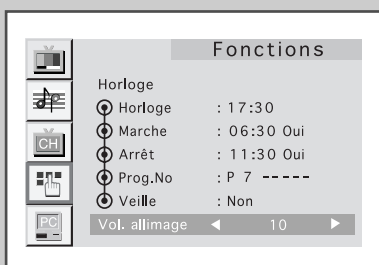 Fonctions
Horloge
Horloge : 17:30
Marche : 06:30 Oui
Arrêt : 11:30 Oui
CH
Prog.No : P 7 -----
Veille : Non
PC
Vol. allimage 10